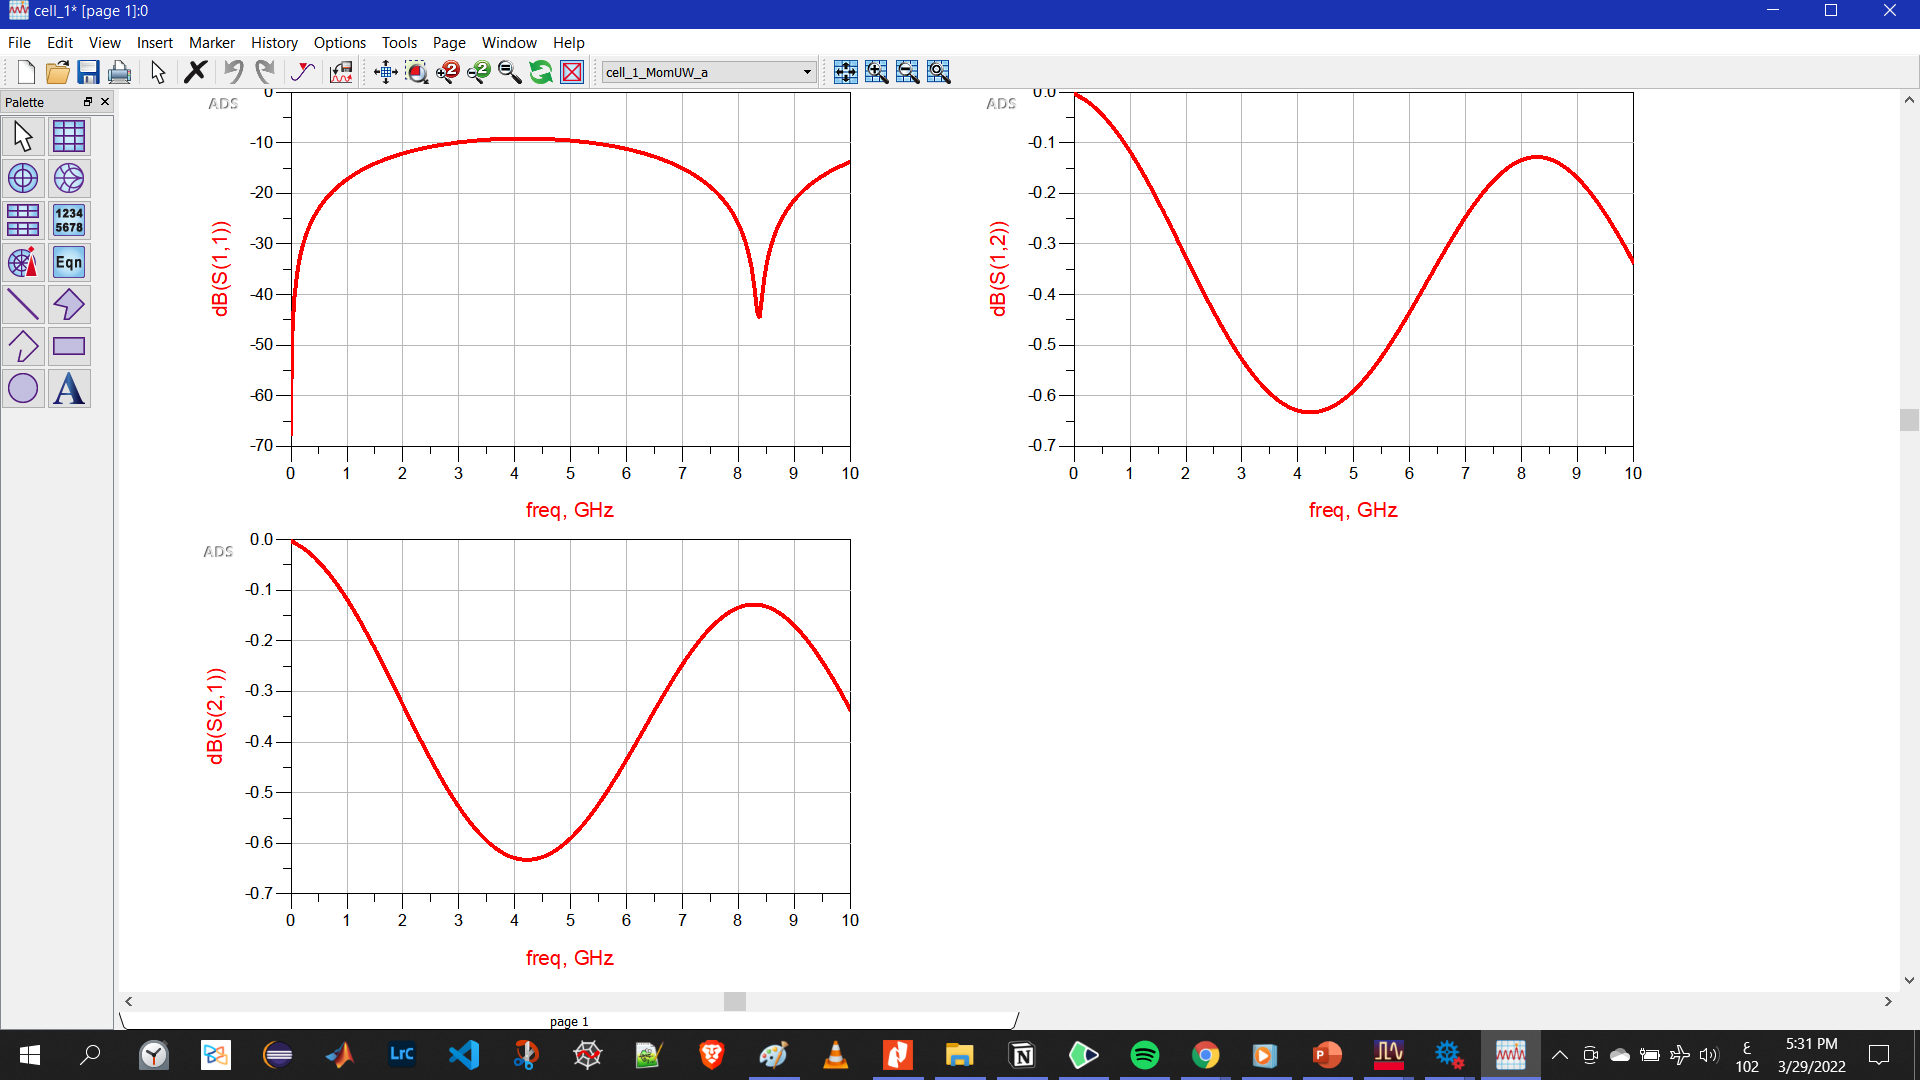 cell_1* [page 1]:0
File Edit View Insert Marker History Options Tools Page Window Help
cell_1_MomUW_a
Palette
1234
5678
Eqn
A
ADS
dB(S(1,1))
0
-10
-20
-30
-40
-50
-60
-70
0 1 2 3 4 5 6 7 8 9 10
freq, GHz
ADS
dB(S(1,2))
0.0
-0.1
-0.2
-0.3
-0.4
-0.5
-0.6
-0.7
0 1 2 3 4 5 6 7 8 9 10
freq, GHz
ADS
dB(S(2,1))
0.0
-0.1
-0.2
-0.3
-0.4
-0.5
-0.6
-0.7
0 1 2 3 4 5 6 7 8 9 10
freq, GHz
page 1
Lrc
ع
102
5:31 PM
3/29/2022